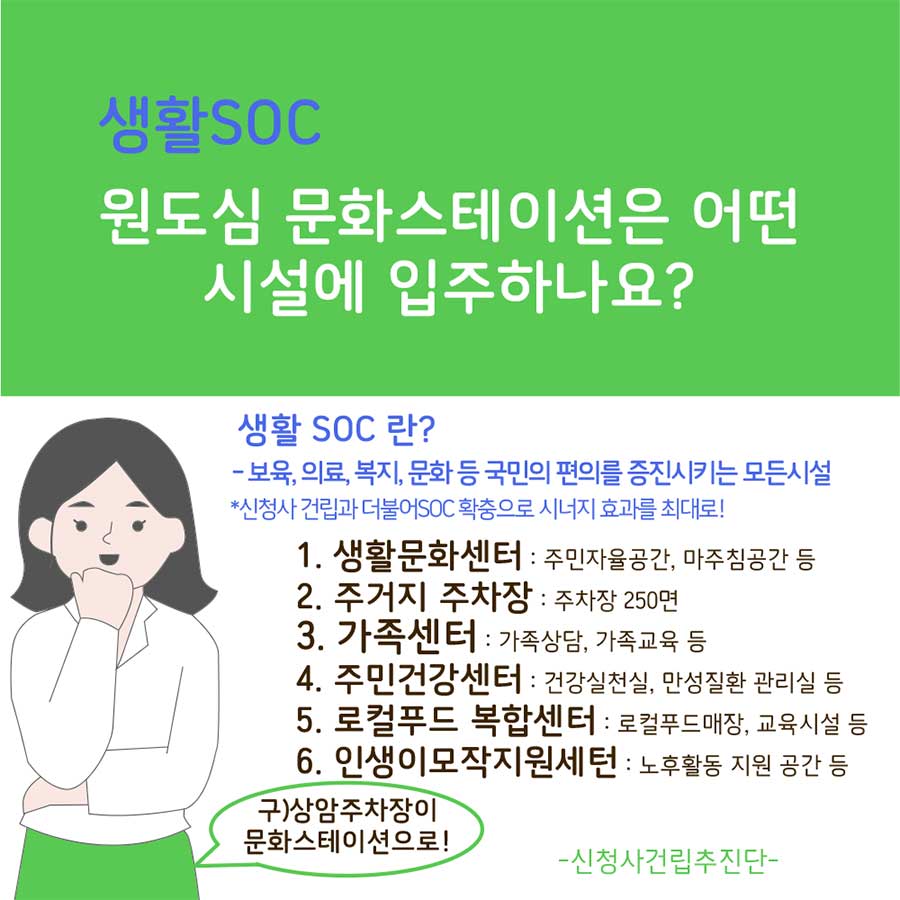 생활SOC
원도심 문화스테이션은 어떤
시설에 입주하나요?
생활 SOC 란?
- 보육, 의료, 복지, 문화 등 국민의 편의를 증진시키는 모든시설
*신청사 건립과 더불어SOC 확충으로 시너지 효과를 최대로!
1. 생활문화센터 : 주민자율공간, 마주침공간 등
2. 주거지 주차장 : 주차장 250면
3. 가족센터 : 가족상담, 가족교육 등
4. 주민건강센터 : 건강실천실, 만성질환 관리실 등
5. 로컬푸드 복합센터 : 로컬푸드매장, 교육시설 등
6. 인생이모작지원세턴 : 노후활동 지원 공간 등
구)상암주차장이
문화스테이션으로!
-신청사건립추진단-